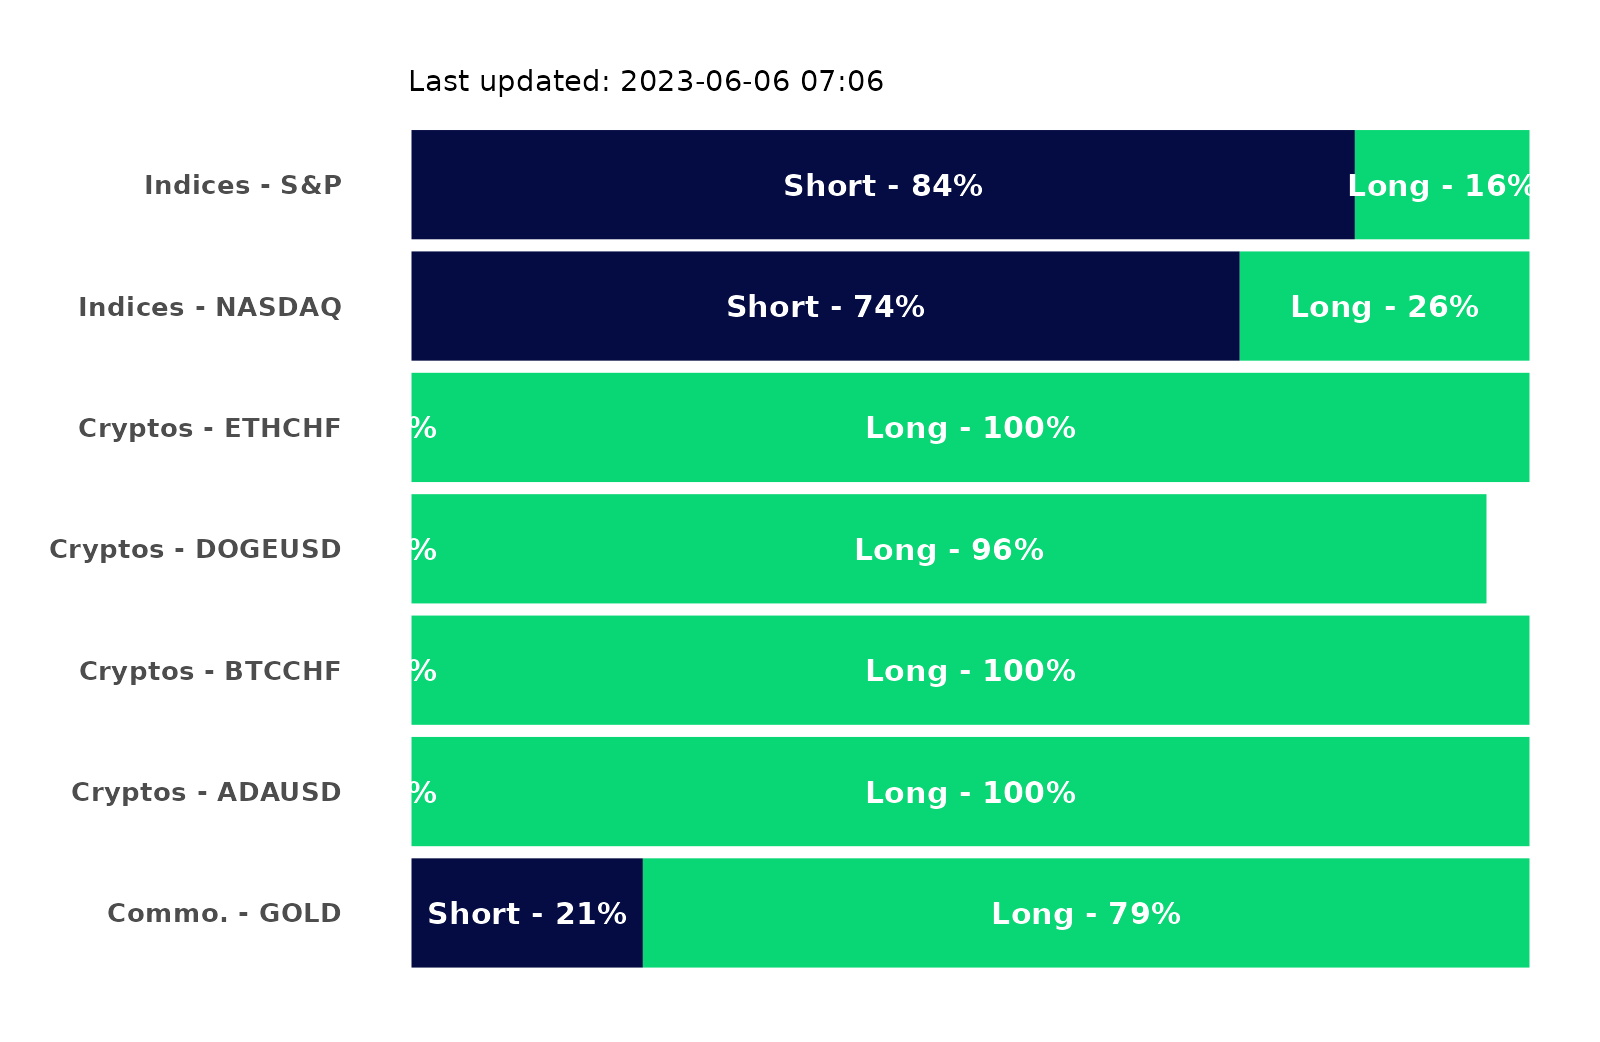 Last updated: 2023-06-06 07:06
Indices - S&P Short - 84% Long - 16%
Indices - NASDAQ Short - 74% Long - 26%
Cryptos - ETHCHF % Long - 100%
Cryptos - DOGEUSD % Long - 96%
Cryptos - BTCCHF % Long - 100%
Cryptos - ADAUSD % Long - 100%
Commo. - GOLD Short - 21% Long - 79%